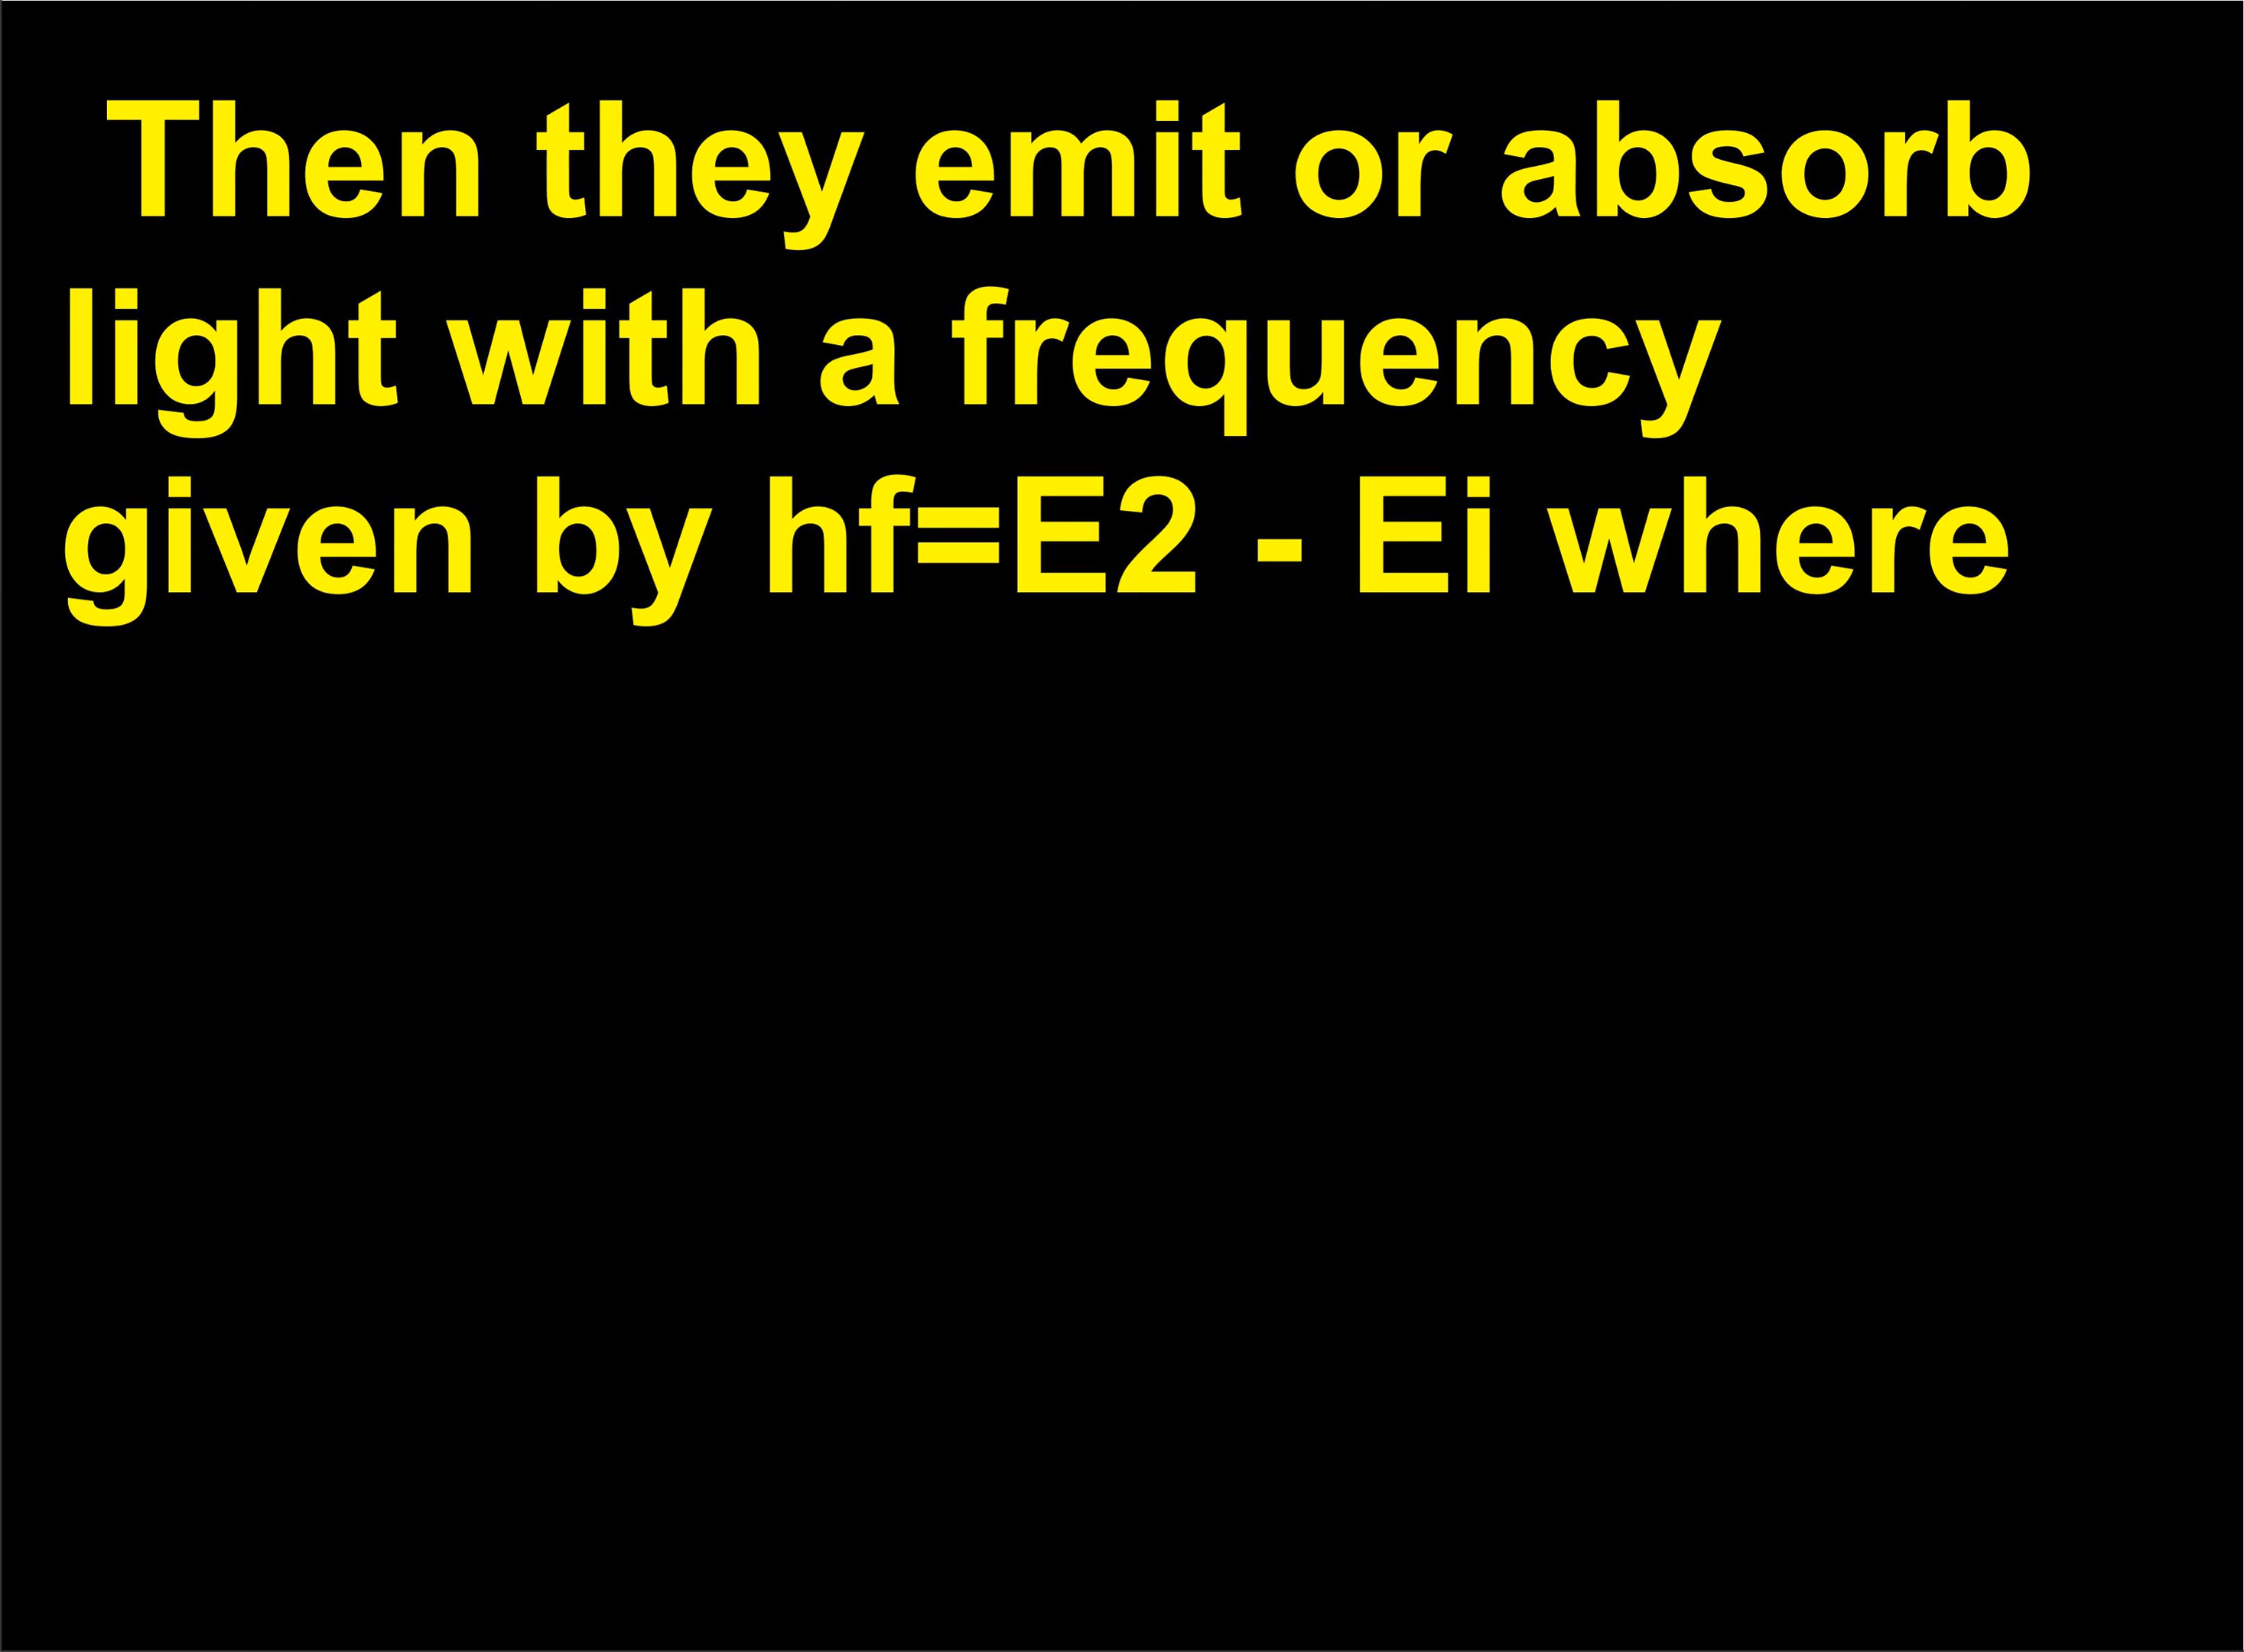 Then they emit or absorb
light with a frequency
given by hf=E2 - Ei where